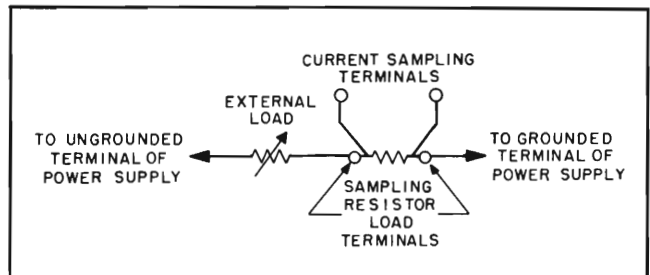 CURRENT SAMPLING
TERMINALS
EXTERNAL
LOAD
TO UNGROUNDED
TERMINAL OF
POWER SUPPLY
TO GROUNDED
TERMINAL OF
POWER SUPPLY
SAMPLING
RESISTOR
LOAD
TERMINALS